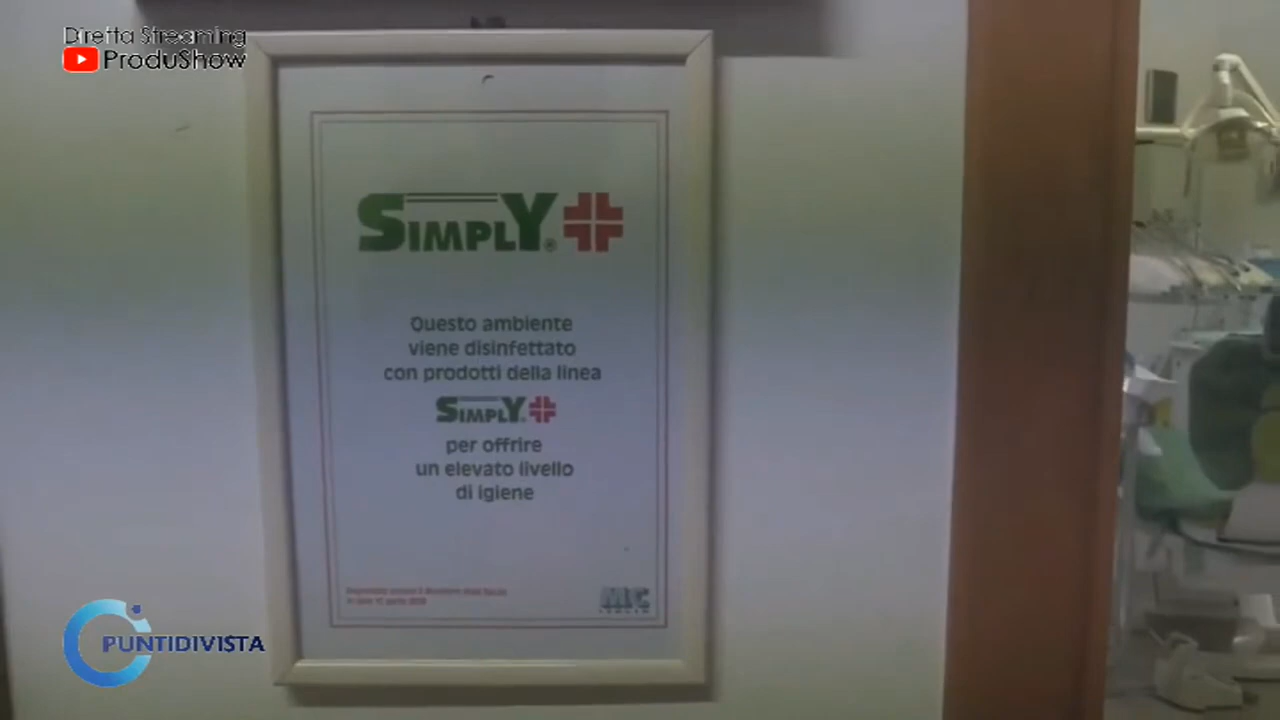 Diretta Streaming
ProduShow
SIMPLY®
Questo ambiente
viene disinfettato
con prodotti della linea
SIMPLY
per offrire
un elevato livello
di igiene
MC
PUNTIDIVISTA